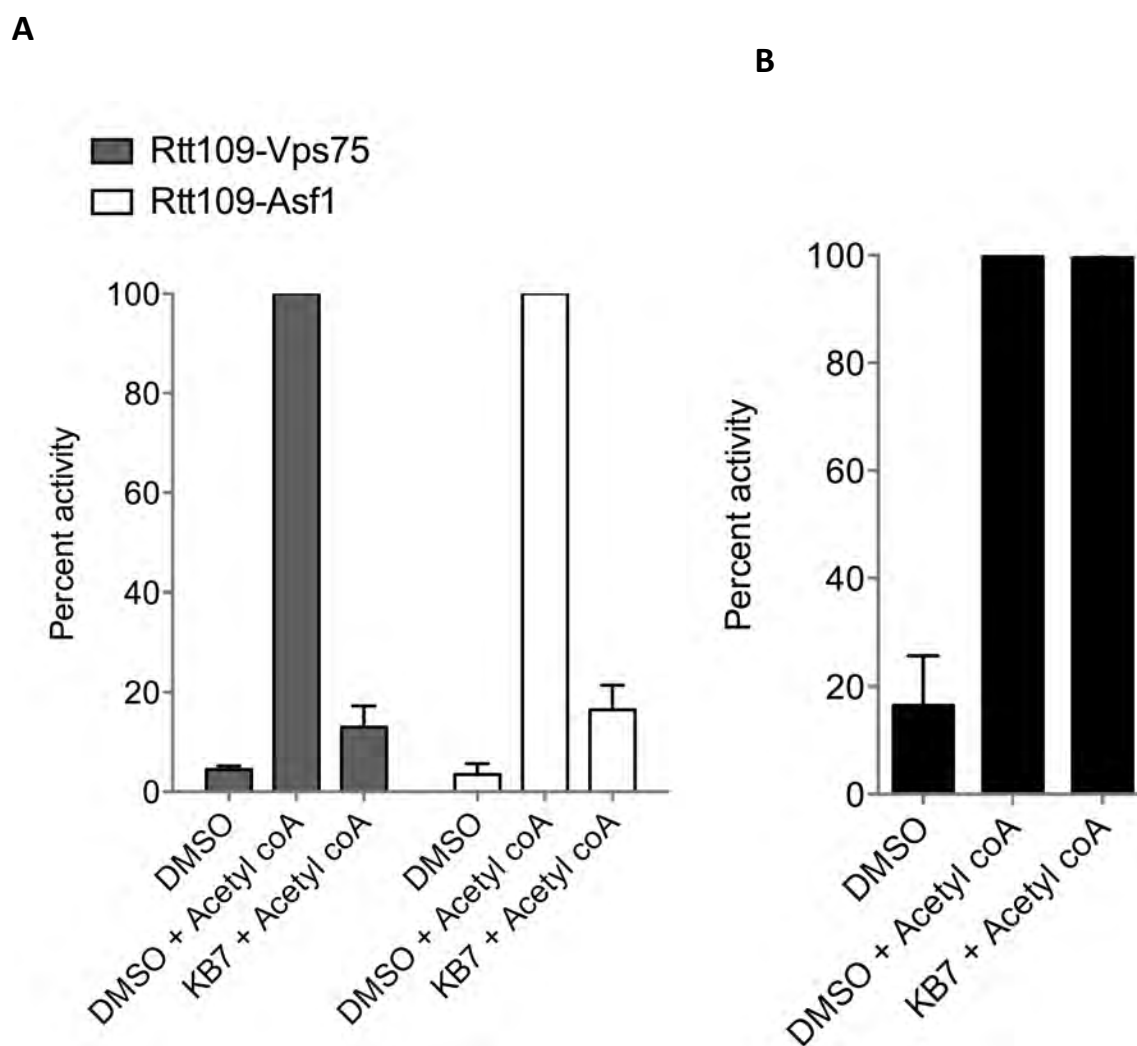 A
B
Rtt109-Vps75
Rtt109-Asf1
Percent activity
100
80
60
40
20
0
DMSO
DMSO + Acetyl coA
KB7 + Acetyl coA
DMSO
DMSO + Acetyl coA
KB7 + Acetyl coA
Percent activity
100
80
60
40
20
0
DMSO
DMSO + Acetyl coA
KB7 + Acetyl coA